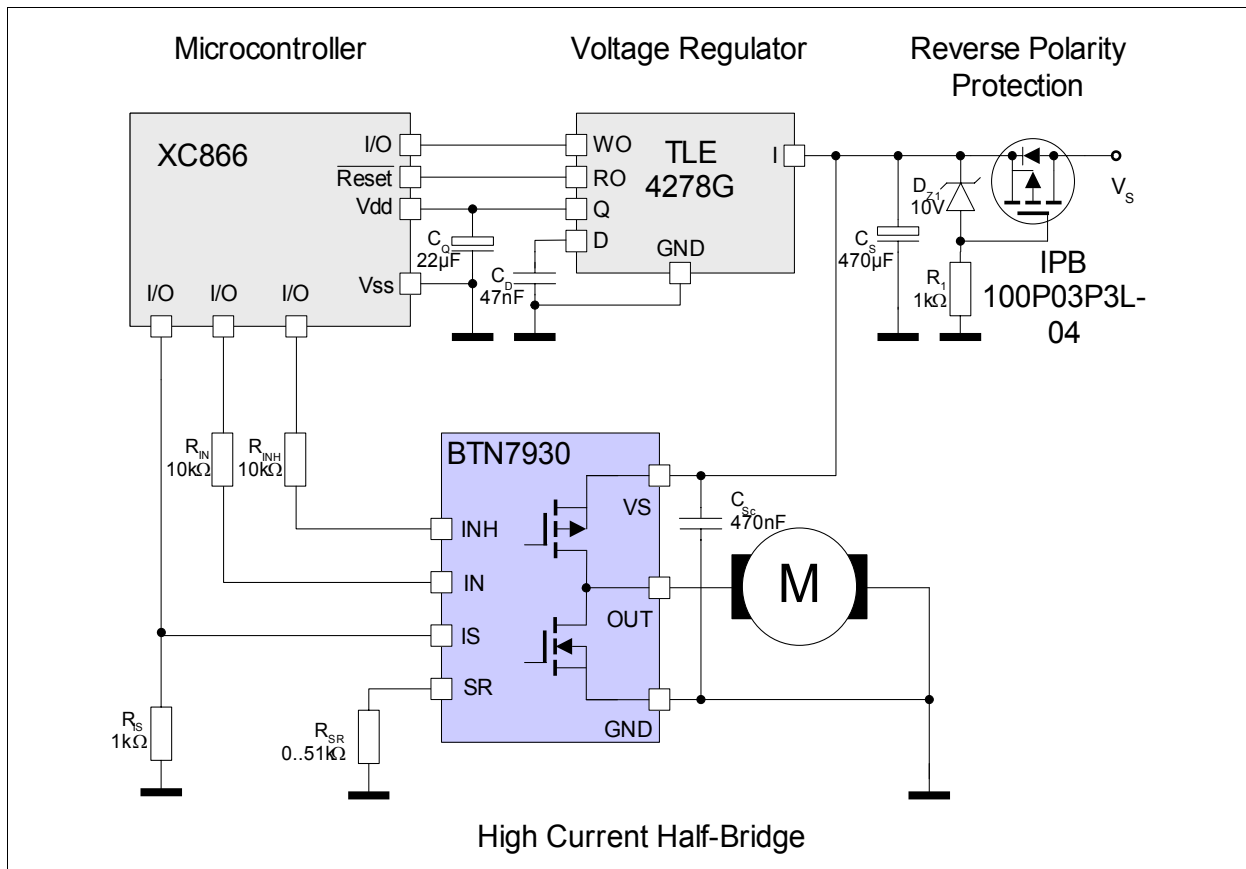 Microcontroller
Voltage Regulator
Reverse Polarity
Protection
XC866
I/O
Reset
Vdd
Vss
I/O
I/O
I/O
WO
RO
Q
D
TLE
4278G
I
GND
C_Q
22µF
C_D
47nF
C_S
470µF
D_Z1
10V
R_1
1kΩ
V_S
IPB
100P03P3L-
04
R_IN
10kΩ
R_INH
10kΩ
BTN7930
VS
INH
IN
IS
SR
OUT
GND
C_Sc
470nF
M
R_IS
1kΩ
R_SR
0..51kΩ
High Current Half-Bridge